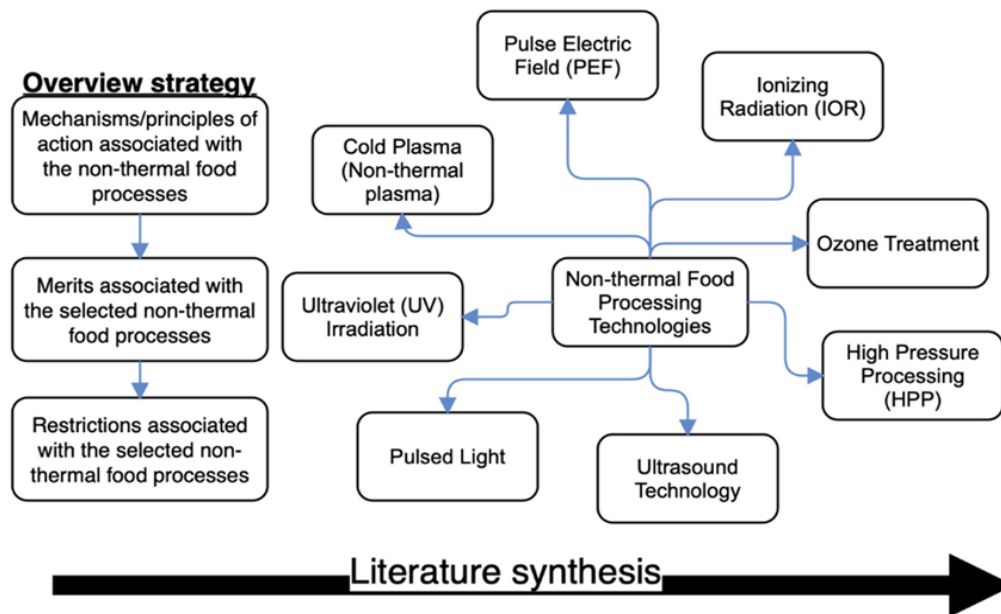 Overview strategy
Mechanisms/principles of
action associated with
the non-thermal food
processes
Merits associated with
the selected non-thermal
food processes
Restrictions associated
with the selected non-
thermal food processes
Pulse Electric
Field (PEF)
Ionizing
Radiation (IOR)
Cold Plasma
(Non-thermal
plasma)
Ozone Treatment
Ultraviolet (UV)
Irradiation
Non-thermal Food
Processing
Technologies
High Pressure
Processing
(HPP)
Pulsed Light
Ultrasound
Technology
Literature synthesis